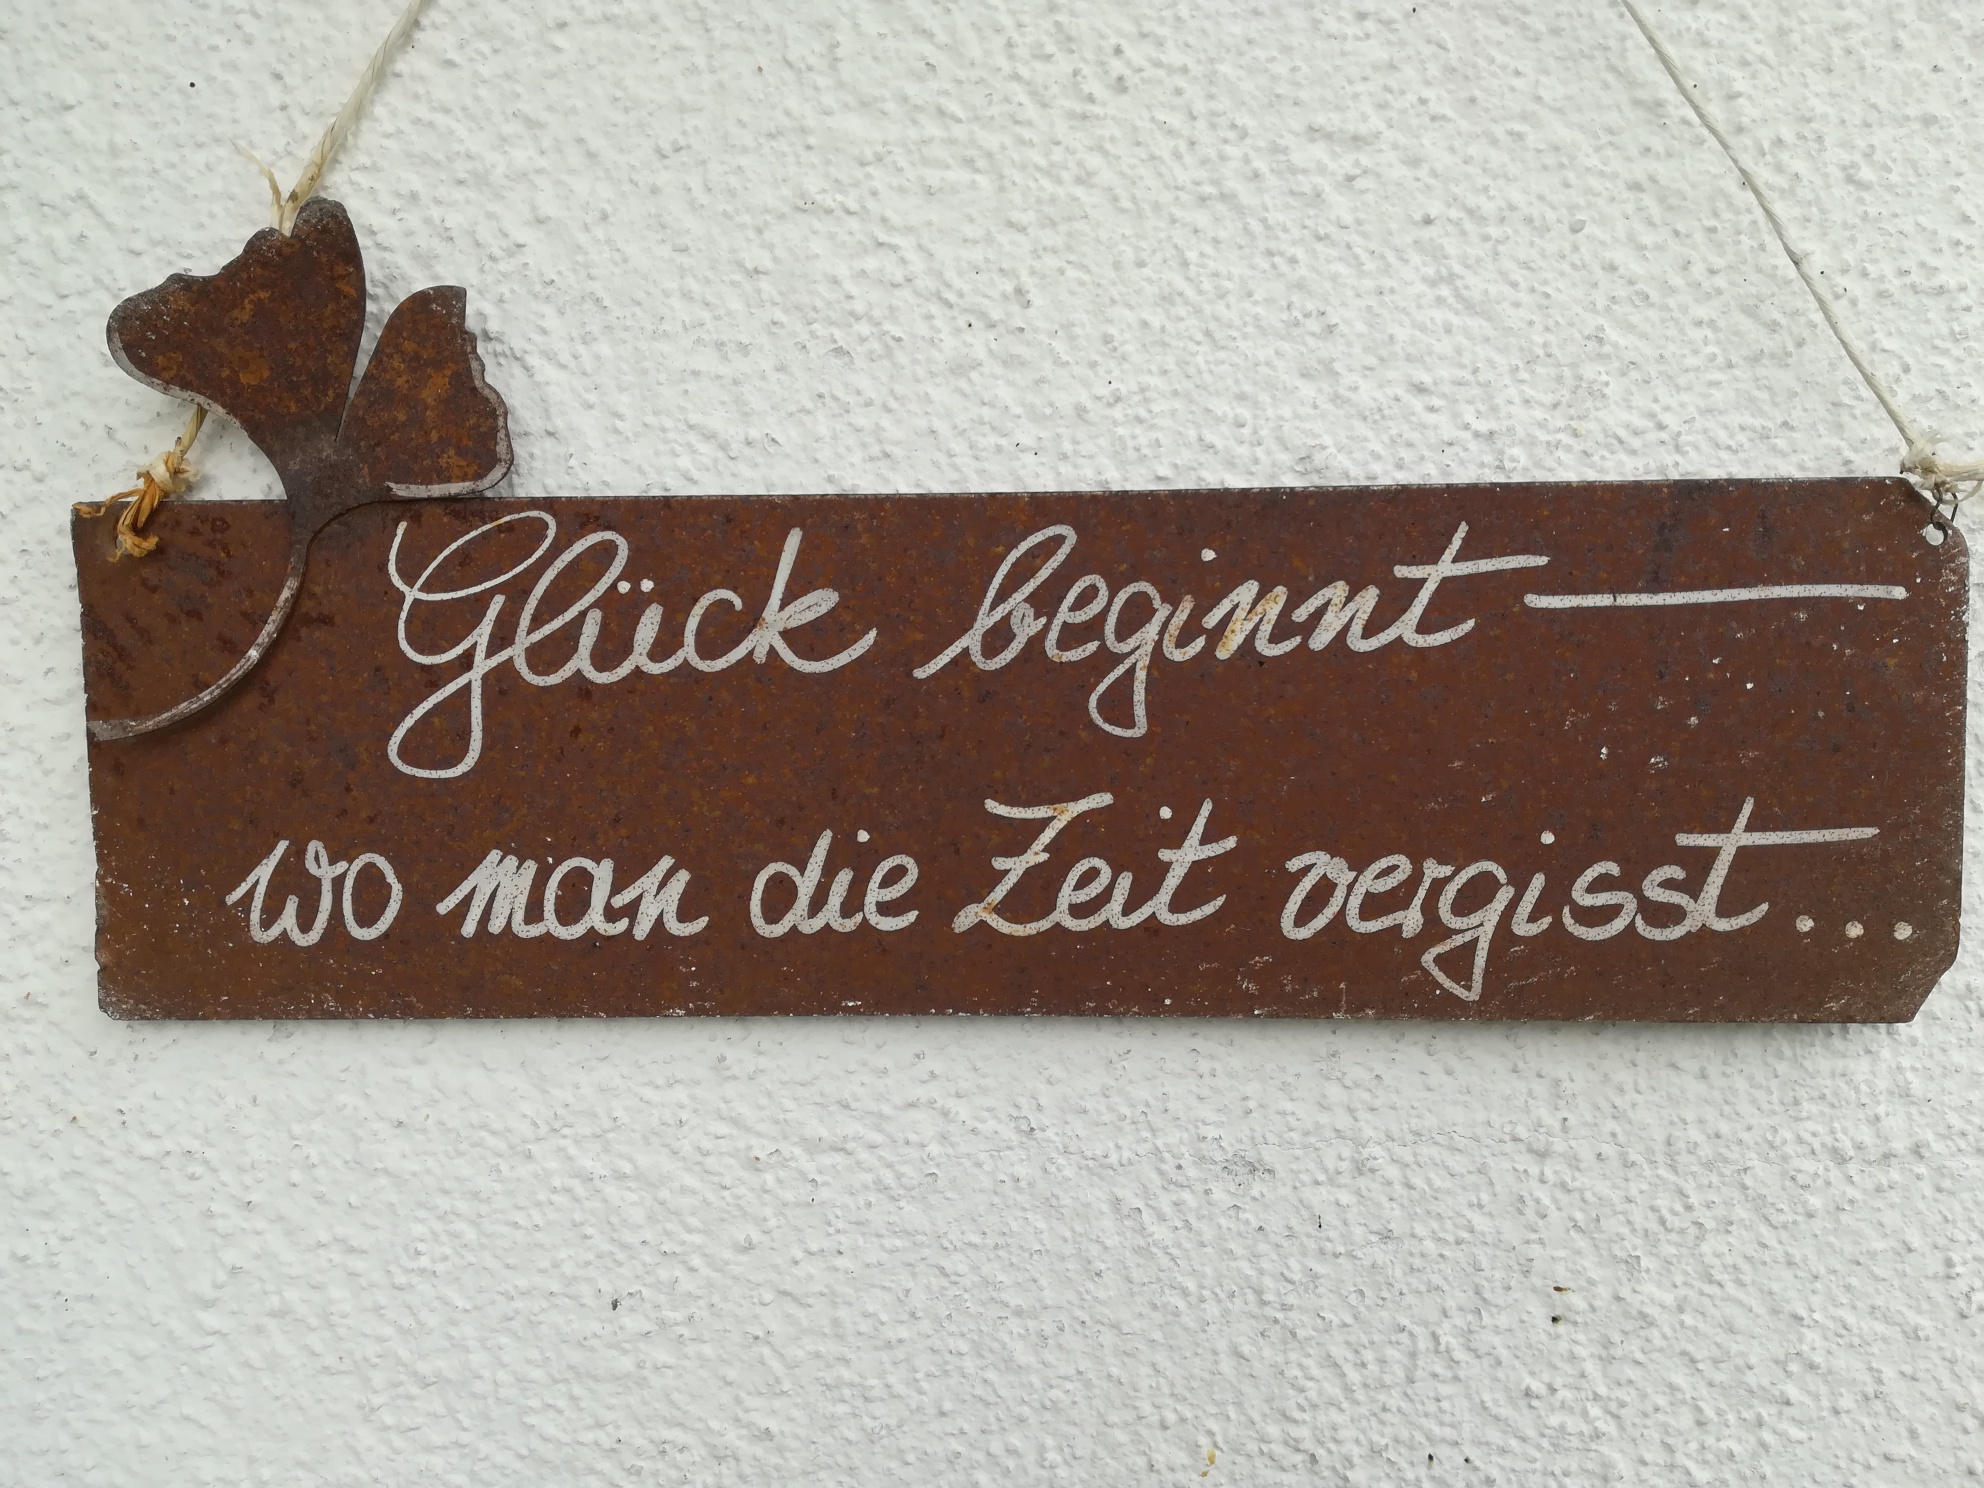 Glück beginnt —
wo man die Zeit vergisst...